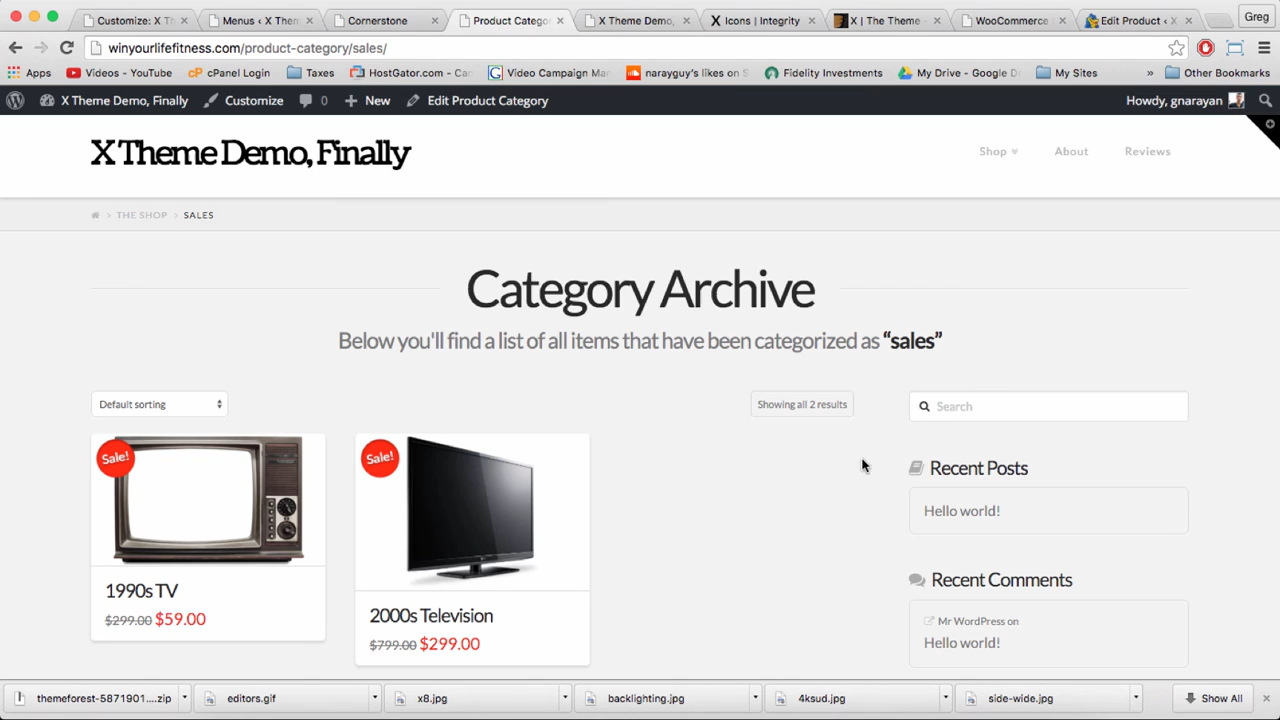 Customize: X T
Menus ‹ X Them
Cornerstone
Product Catego
X Theme Demo,
Icons | Integrity
X | The Theme -
WooCommerce
Edit Product ‹ X
Greg
winyourlifefitness.com/product-category/sales/
Apps
Videos - YouTube
cPanel Login
Taxes
HostGator.com - Ca
Video Campaign Ma
narayguy's likes on S
Fidelity Investments
My Drive - Google D
My Sites
»
Other Bookmarks
X Theme Demo, Finally
Customize
0
New
Edit Product Category
Howdy, gnarayan
X Theme Demo, Finally
Shop
About
Reviews
THE SHOP
SALES
Category Archive
Below you'll find a list of all items that have been categorized as “sales”
Default sorting
Showing all 2 results
Search
Sale!
Sale!
Recent Posts
Hello world!
Recent Comments
Mr WordPress on
Hello world!
1990s TV
$299.00 $59.00
2000s Television
$799.00 $299.00
themeforest-5871901....zip
editors.gif
x8.jpg
backlighting.jpg
4ksud.jpg
side-wide.jpg
Show All